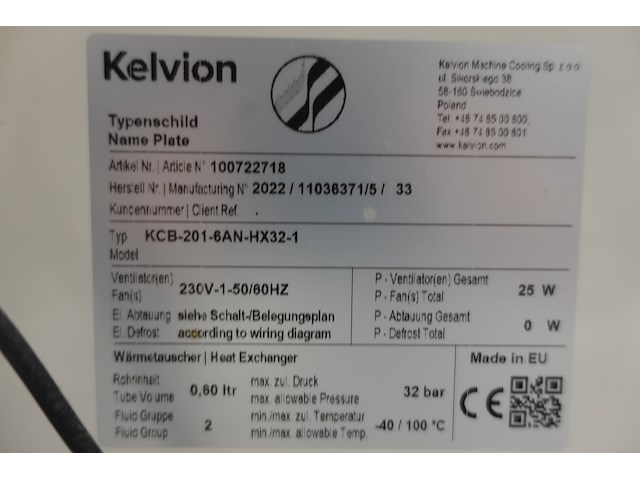 Kelvion
Kelvion Machine Cooling Sp. z o.o
ul. Sikorskiego 38
58-160 Świebodzice
Poland
Tel. +48 74 85 00 800,
Fax +48 74 85 00 801
www.kelvion.com
Typenschild
Name Plate
Artikel Nr. | Article N° 100722718
Herstell Nr. | Manufacturing N° 2022 / 11036371/5 / 33
Kundennummer | Client Ref. .
Typ KCB-201-6AN-HX32-1
Model
Ventilator(en) 230V-1-50/60HZ
Fan(s)
El. Abtauung siehe Schalt-/Belegungsplan
El. Defrost according to wiring diagram
P - Ventilator(en) Gesamt 25 W
P - Fan(s) Total
P - Abtauung Gesamt 0 W
P - Defrost Total
Wärmetauscher | Heat Exchanger
Made in EU
Rohrinhalt 0,60 ltr max. zul. Druck 32 bar
Tube Volume max. allowable Pressure
Fluid Gruppe 2 min./max. zul. Temperatur -40 / 100 °C
Fluid Group min./max. allowable Temp.
CE